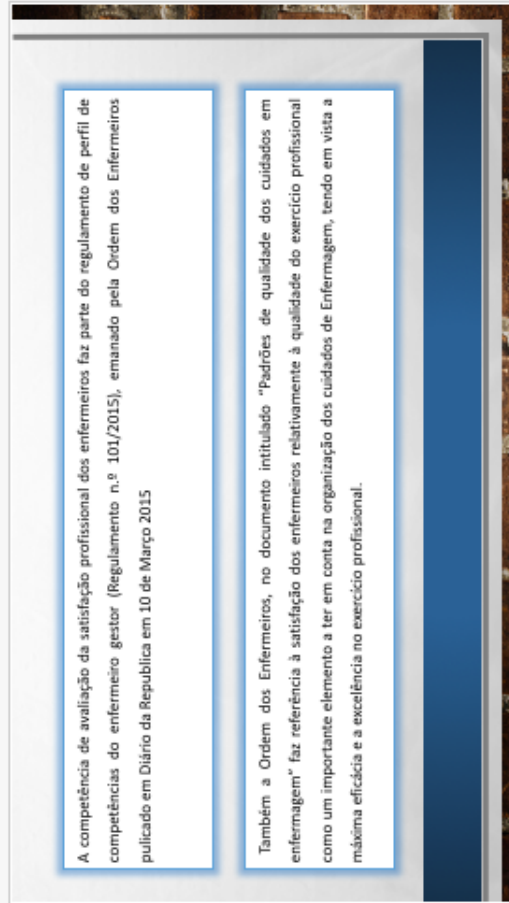 A competência de avaliação da satisfação profissional dos enfermeiros faz parte do regulamento de perfil de
competências do enfermeiro gestor (Regulamento n.º 101/2015), emanado pela Ordem dos Enfermeiros
pulicado em Diário da Republica em 10 de Março 2015
Também a Ordem dos Enfermeiros, no documento intitulado “Padrões de qualidade dos cuidados em
enfermagem” faz referência à satisfação dos enfermeiros relativamente à qualidade do exercício profissional
como um importante elemento a ter em conta na organização dos cuidados de Enfermagem, tendo em vista a
máxima eficácia e a excelência no exercício profissional.